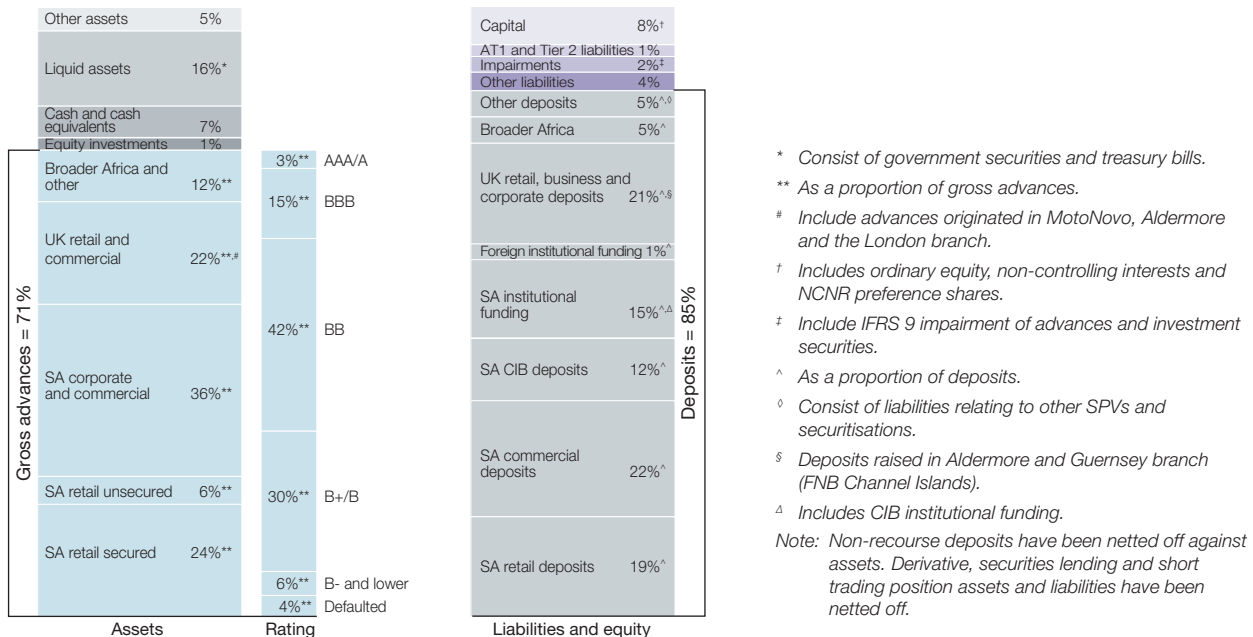 Other assets 5%
Liquid assets 16%*
Cash and cash
equivalents 7%
Equity investments 1%
Gross advances = 71%
Broader Africa and
other 12%**
UK retail and
commercial 22%**,#
SA corporate
and commercial 36%**
SA retail unsecured 6%**
SA retail secured 24%**
Assets
3%** AAA/A
15%** BBB
42%** BB
30%** B+/B
6%** B- and lower
4%** Defaulted
Rating
Capital 8%†
AT1 and Tier 2 liabilities 1%
Impairments 2%‡
Other liabilities 4%
Other deposits 5%^,◊
Broader Africa 5%^
UK retail, business and
corporate deposits 21%^,§
Foreign institutional funding 1%^
SA institutional
funding 15%^,Δ
SA CIB deposits 12%^
SA commercial
deposits 22%^
SA retail deposits 19%^
Deposits = 85%
Liabilities and equity
* Consist of government securities and treasury bills.
** As a proportion of gross advances.
# Include advances originated in MotoNovo, Aldermore
and the London branch.
† Includes ordinary equity, non-controlling interests and
NCNR preference shares.
‡ Include IFRS 9 impairment of advances and investment
securities.
^ As a proportion of deposits.
◊ Consist of liabilities relating to other SPVs and
securitisations.
§ Deposits raised in Aldermore and Guernsey branch
(FNB Channel Islands).
Δ Includes CIB institutional funding.
Note: Non-recourse deposits have been netted off against
assets. Derivative, securities lending and short
trading position assets and liabilities have been
netted off.